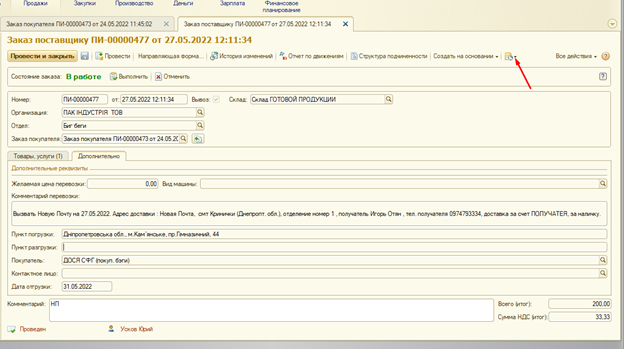 Продажи Закупки Производство Деньги Зарплата Финансовое планирование
Заказ покупателя ПИ-00000473 от 24.05.2022 11:45:02 Заказ поставщику ПИ-00000477 от 27.05.2022 12:11:34
Заказ поставщику ПИ-00000477 от 27.05.2022 12:11:34
Провести и закрыть Провести Направляющая форма... История изменений Отчет по движениям Структура подчиненности Создать на основании Все действия
Состояние заказа: В работе Выполнить Отменить
Номер: ПИ-00000477 от: 27.05.2022 12:11:34 Вывоз: Склад: Склад ГОТОВОЙ ПРОДУКЦИИ
Организация: ПАК ІНДУСТРІЯ ТОВ
Отдел: Биг беги
Заказ покупателя: Заказ покупателя ПИ-00000473 от 24.05.20
Товары, услуги (1) Дополнительно
Дополнительные реквизиты
Желаемая цена перевозки: 0,00 Вид машины:
Комментарий перевозки:
Вызвать Новую Почту на 27.05.2022. Адрес доставки : Новая Почта, смт Кринички (Днепропт. обл.), отделение номер 1 , получатель Игорь Отян , тел. получателя 0974793334, доставка за счет ПОЛУЧАТЕЯ, за наличку.
Пункт погрузки: Дніпропетровська обл., м.Кам'янське, пр.Гімназичний, 44
Пункт разгрузки:
Покупатель: ДОСЯ СФГ (покуп. бэги)
Контактное лицо:
Дата отгрузки: 31.05.2022
Комментарий: НП Всего (итог): 200,00
Сумма НДС (итог): 33,33
Проведен Усков Юрий